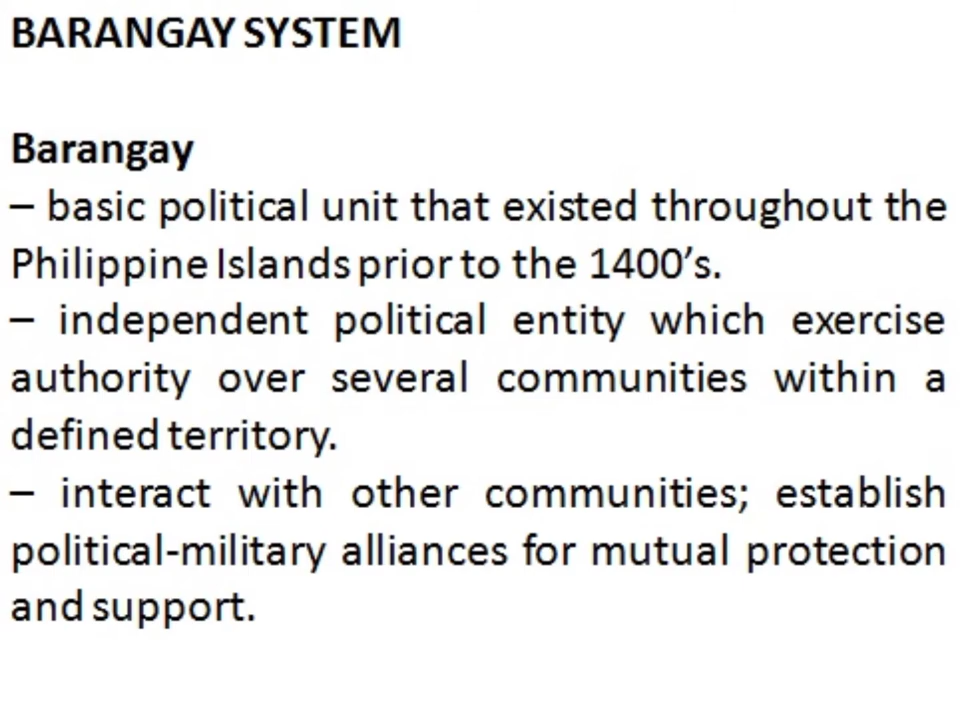 BARANGAY SYSTEM
Barangay
– basic political unit that existed throughout the
Philippine Islands prior to the 1400’s.
– independent political entity which exercise
authority over several communities within a
defined territory.
– interact with other communities; establish
political-military alliances for mutual protection
and support.